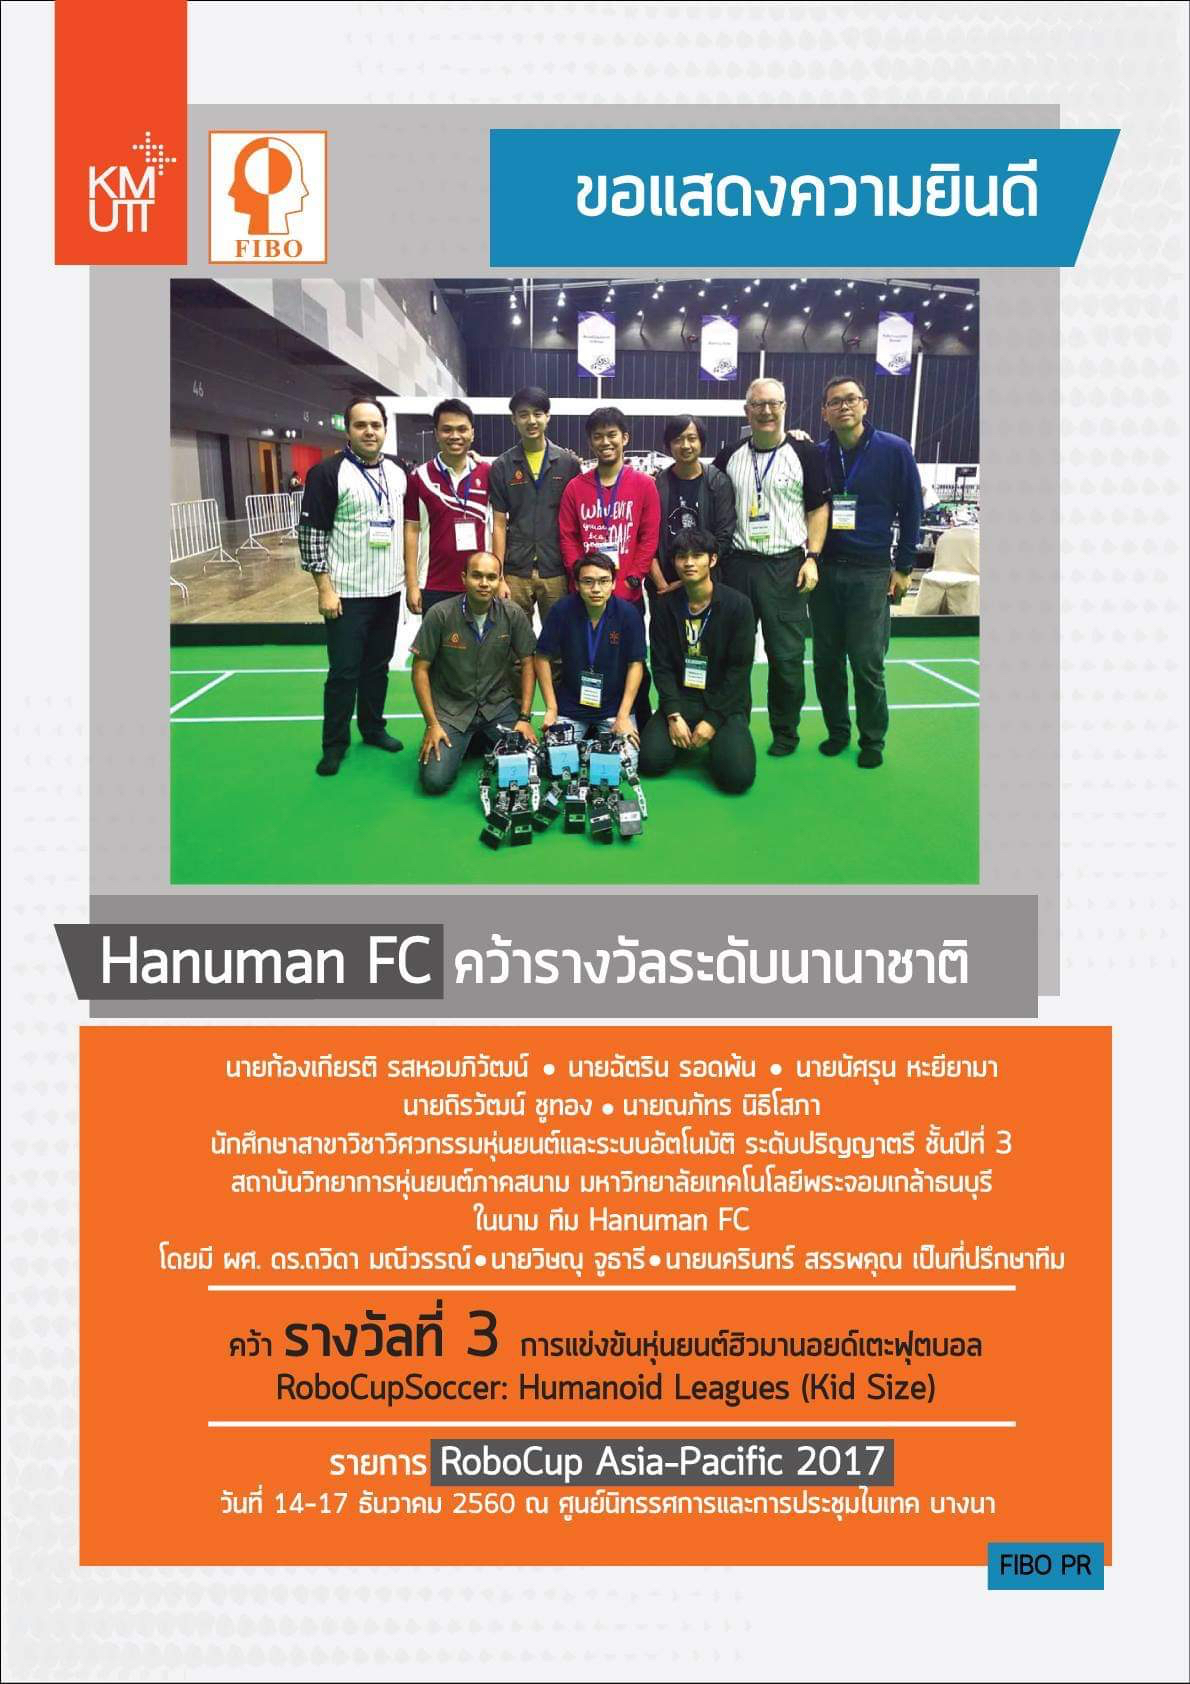 KM
UTT
FIBO
ขอแสดงความยินดี
46
WHATEVER
3
2
1
Hanuman FC คว้ารางวัลระดับนานาชาติ
นายก้องเกียรติ รสหอมภิวัฒน์ • นายฉัตริน รอดพ้น • นายนัศรุน หะยียามา
นายถิรวัฒน์ ชูทอง • นายณภัทร นิธิโสภา
นักศึกษาสาขาวิชาวิศวกรรมหุ่นยนต์และระบบอัตโนมัติ ระดับปริญญาตรี ชั้นปีที่ 3
สถาบันวิทยาการหุ่นยนต์ภาคสนาม มหาวิทยาลัยเทคโนโลยีพระจอมเกล้าธนบุรี
ในนาม ทีม Hanuman FC
โดยมี ผศ. ดร.ถวิดา มณีวรรณ์•นายวิษณุ จูธารี•นายนครินทร์ สรรพคุณ เป็นที่ปรึกษาทีม
คว้า รางวัลที่ 3 การแข่งขันหุ่นยนต์ฮิวมานอยด์เตะฟุตบอล
RoboCupSoccer: Humanoid Leagues (Kid Size)
รายการ RoboCup Asia-Pacific 2017
วันที่ 14-17 ธันวาคม 2560 ณ ศูนย์นิทรรศการและการประชุมไบเทค บางนา
FIBO PR